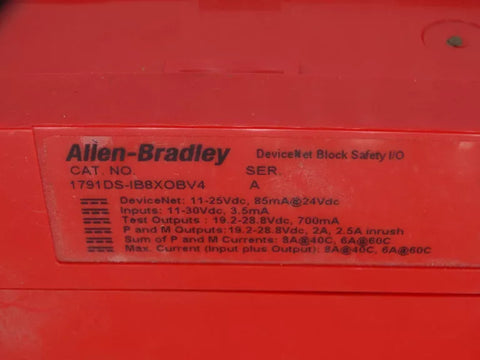 Allen-Bradley DeviceNet Block Safety I/O
CAT. NO. SER.
1791DS-IB8XOBV4 A
DeviceNet: 11-25Vdc, 85mA@24Vdc
Inputs: 11-30Vdc, 3.5mA
Test Outputs : 19.2-28.8Vdc, 700mA
P and M Outputs: 19.2-28.8Vdc, 2A, 2.5A inrush
Sum of P and M Currents: 8A@40C, 6A@60C
Max. Current (Input plus Output): 8A@40C, 6A@60C